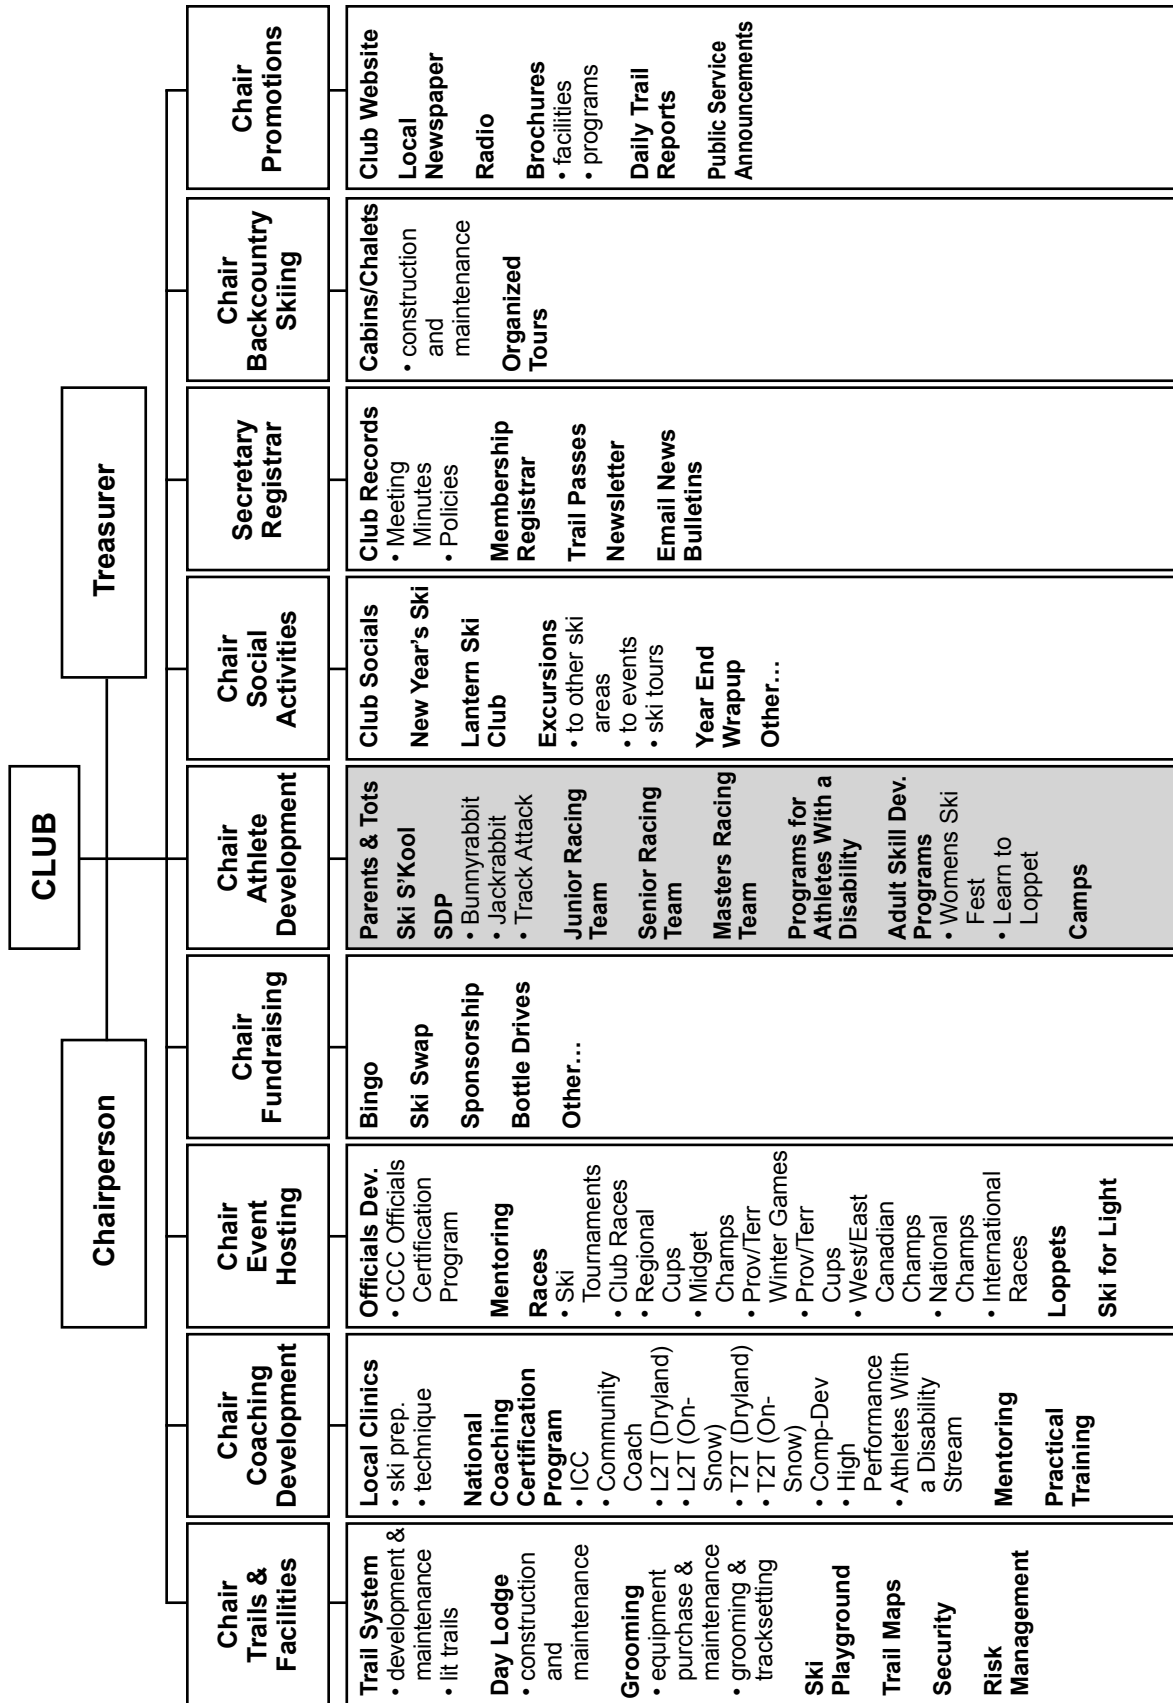 CLUB
Chairperson
Treasurer
Chair
Trails &
Facilities
Trail System
• development &
maintenance
• lit trails
Day Lodge
• construction
and
maintenance
Grooming
• equipment
purchase &
maintenance
• grooming &
tracksetting
Ski
Playground
Trail Maps
Security
Risk
Management
Chair
Coaching
Development
Local Clinics
• ski prep.
• technique
National
Coaching
Certification
Program
• ICC
• Community
Coach
• L2T (Dryland)
• L2T (On-
Snow)
• T2T (Dryland)
• T2T (On-
Snow)
• Comp-Dev
• High
Performance
• Athletes With
a Disability
Stream
Mentoring
Practical
Training
Chair
Event
Hosting
Officials Dev.
• CCC Officials
Certification
Program
Mentoring
Races
• Ski
Tournaments
• Club Races
• Regional
Cups
• Midget
Champs
• Prov/Terr
Winter Games
• Prov/Terr
Cups
• West/East
Canadian
Champs
• National
Champs
• International
Races
Loppets
Ski for Light
Chair
Fundraising
Bingo
Ski Swap
Sponsorship
Bottle Drives
Other...
Chair
Athlete
Development
Parents & Tots
Ski S'Kool
SDP
• Bunnyrabbit
• Jackrabbit
• Track Attack
Junior Racing
Team
Senior Racing
Team
Masters Racing
Team
Programs for
Athletes With a
Disability
Adult Skill Dev.
Programs
• Womens Ski
Fest
• Learn to
Loppet
Camps
Chair
Social
Activities
Club Socials
New Year's Ski
Lantern Ski
Club
Excursions
• to other ski
areas
• to events
• ski tours
Year End
Wrapup
Other...
Secretary
Registrar
Club Records
• Meeting
Minutes
• Policies
Membership
Registrar
Trail Passes
Newsletter
Email News
Bulletins
Chair
Backcountry
Skiing
Cabins/Chalets
• construction
and
maintenance
Organized
Tours
Chair
Promotions
Club Website
Local
Newspaper
Radio
Brochures
• facilities
• programs
Daily Trail
Reports
Public Service
Announcements